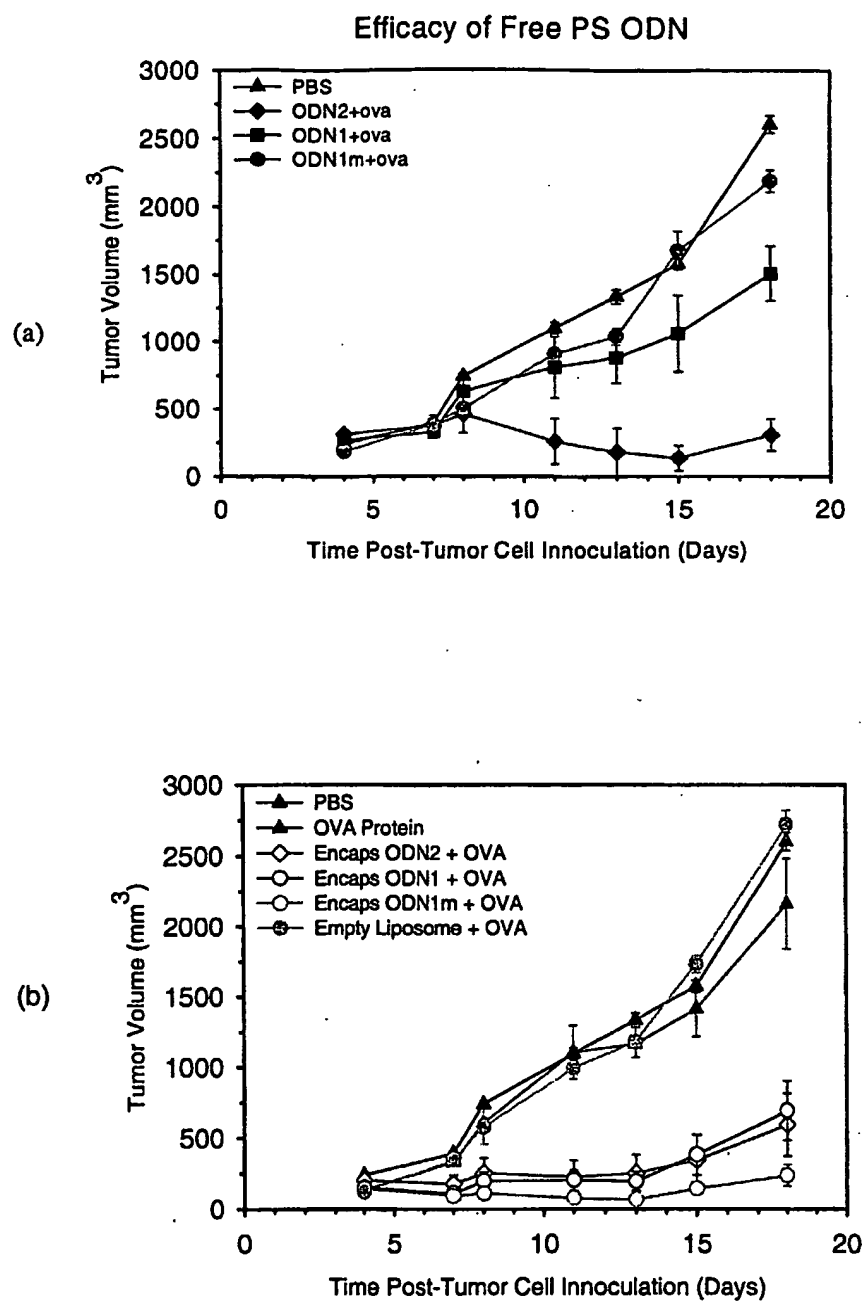 Efficacy of Free PS ODN
(a)
Tumor Volume (mm3)
3000
2500
2000
1500
1000
500
0
PBS
ODN2+ova
ODN1+ova
ODN1m+ova
0 5 10 15 20
Time Post-Tumor Cell Innoculation (Days)
(b)
Tumor Volume (mm3)
3000
2500
2000
1500
1000
500
0
PBS
OVA Protein
Encaps ODN2 + OVA
Encaps ODN1 + OVA
Encaps ODN1m + OVA
Empty Liposome + OVA
0 5 10 15 20
Time Post-Tumor Cell Innoculation (Days)